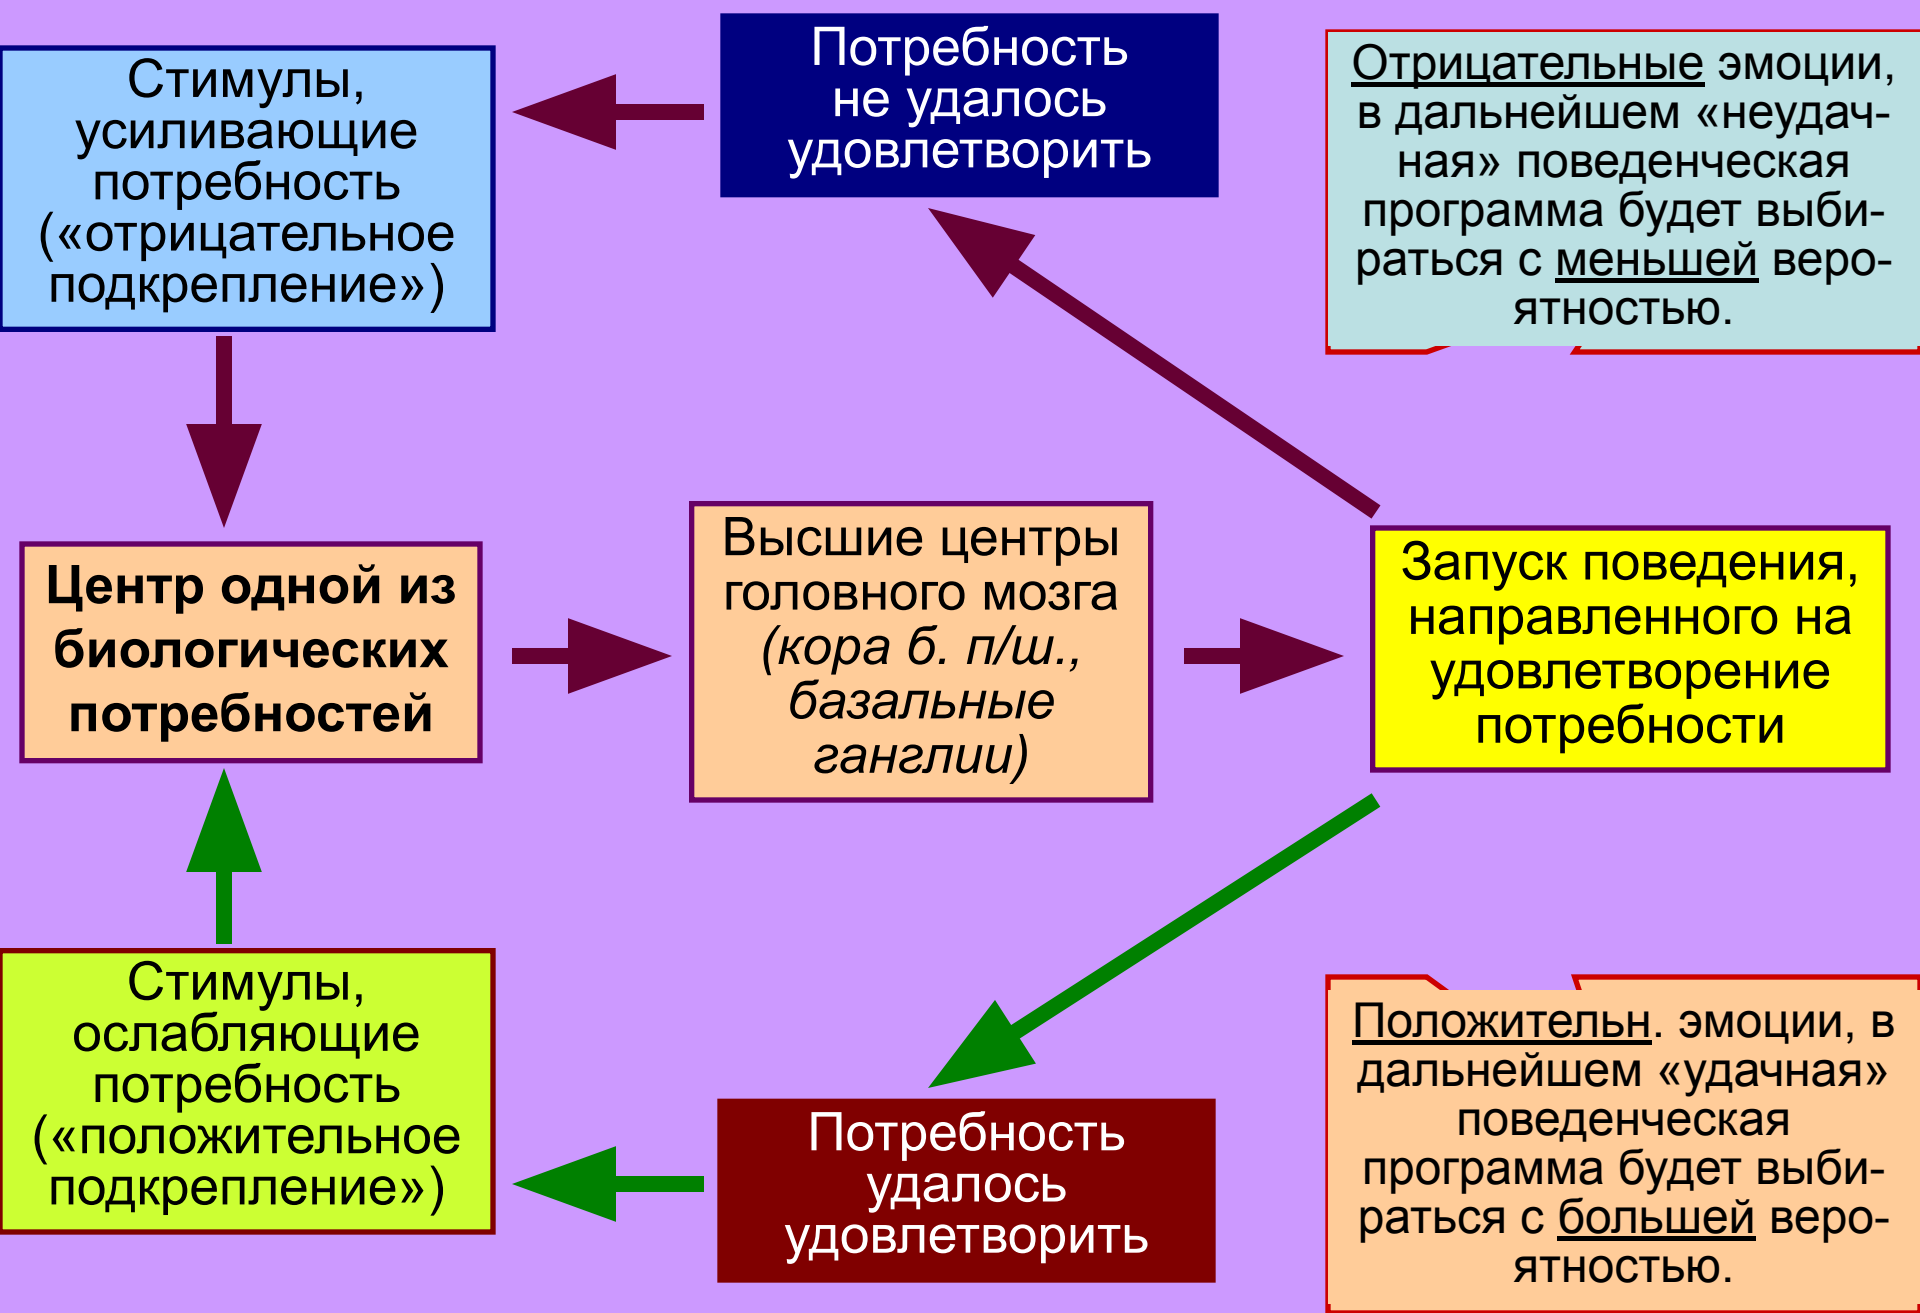 Стимулы,
усиливающие
потребность
(«отрицательное
подкрепление»)
Потребность
не удалось
удовлетворить
Отрицательные эмоции,
в дальнейшем «неудач-
ная» поведенческая
программа будет выби-
раться с меньшей веро-
ятностью.
Центр одной из
биологических
потребностей
Высшие центры
головного мозга
(кора б. п/ш.,
базальные
ганглии)
Запуск поведения,
направленного на
удовлетворение
потребности
Стимулы,
ослабляющие
потребность
(«положительное
подкрепление»)
Потребность
удалось
удовлетворить
Положительн. эмоции, в
дальнейшем «удачная»
поведенческая
программа будет выби-
раться с большей веро-
ятностью.